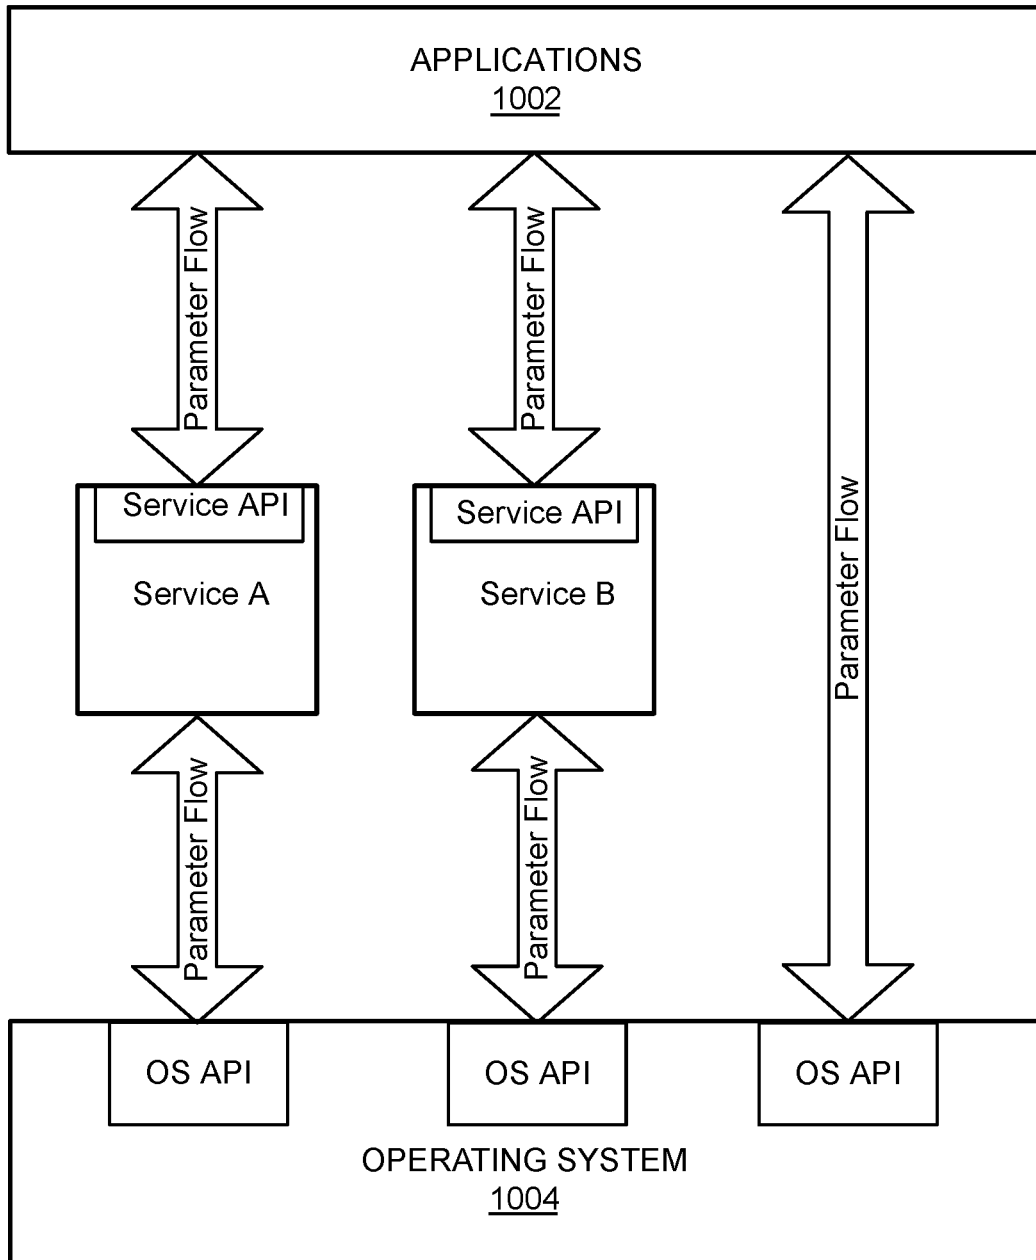 APPLICATIONS
1002
Parameter Flow
Parameter Flow
Parameter Flow
Service API
Service A
Service API
Service B
Parameter Flow
Parameter Flow
OS API
OS API
OS API
OPERATING SYSTEM
1004